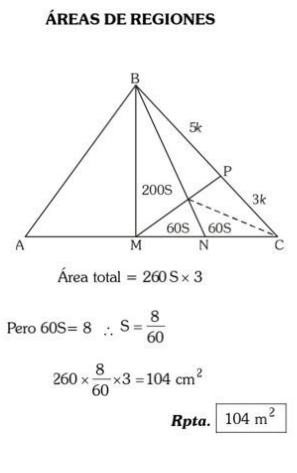 ÁREAS DE REGIONES
B
5k
P
200S
3k
60S 60S
A M N C
Área total = 260 S × 3
Pero 60S= 8 ∴ S = 8/60
260 × 8/60 ×3 = 104 cm²
Rpta. 104 m²